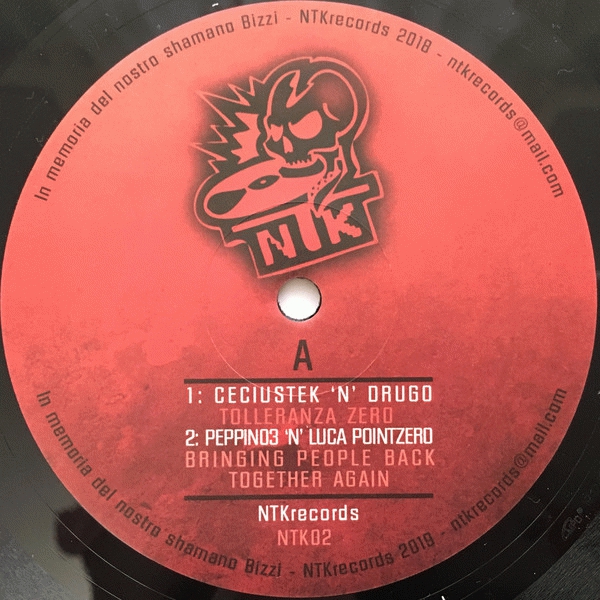 In memoria del nostro shamano Bizzi - NTKrecords 2018 - ntkrecords@mail.com
NTK
A
1: CECIUSTEK 'N' DRUGO
TOLLERANZA ZERO
2: PEPPINO3 'N' LUCA POINTZERO
BRINGING PEOPLE BACK
TOGETHER AGAIN
NTKrecords
NTK02
In memoria del nostro shamano Bizzi - NTKrecords 2019 - ntkrecords@mail.com